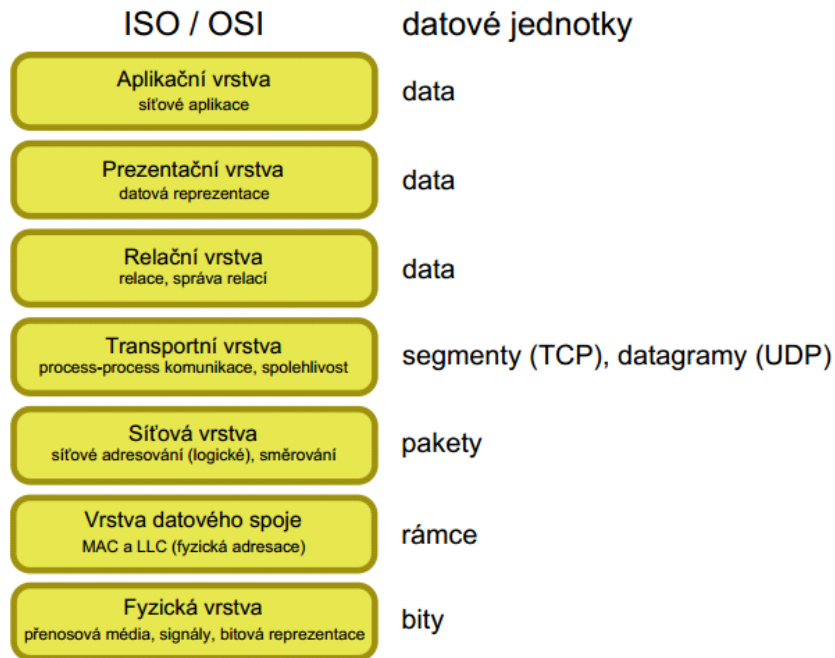 ISO / OSI
datové jednotky
Aplikační vrstva
síťové aplikace
data
Prezentační vrstva
datová reprezentace
data
Relační vrstva
relace, správa relací
data
Transportní vrstva
process-process komunikace, spolehlivost
segmenty (TCP), datagramy (UDP)
Síťová vrstva
síťové adresování (logické), směrování
pakety
Vrstva datového spoje
MAC a LLC (fyzická adresace)
rámce
Fyzická vrstva
přenosová média, signály, bitová reprezentace
bity